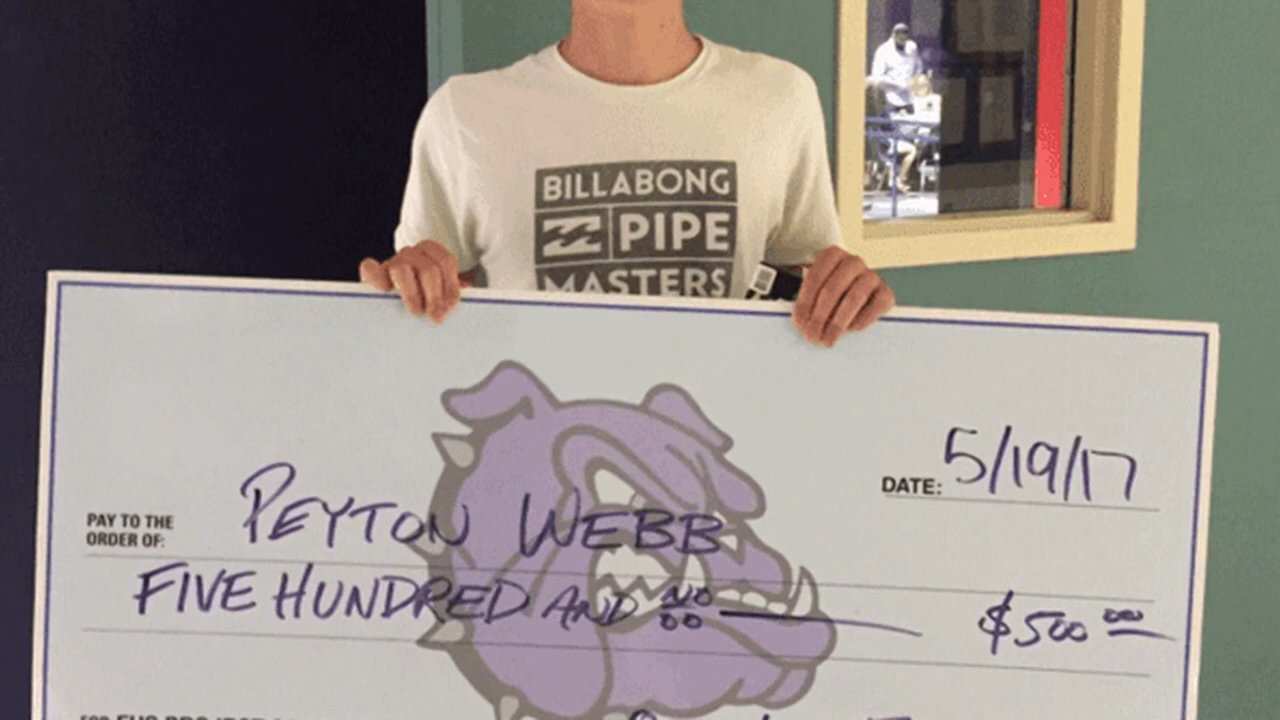 BILLABONG
PIPE
MASTERS
DATE: 5/19/17
PAY TO THE
ORDER OF: PEYTON WEBB
FIVE HUNDRED AND NO/00 $500 00